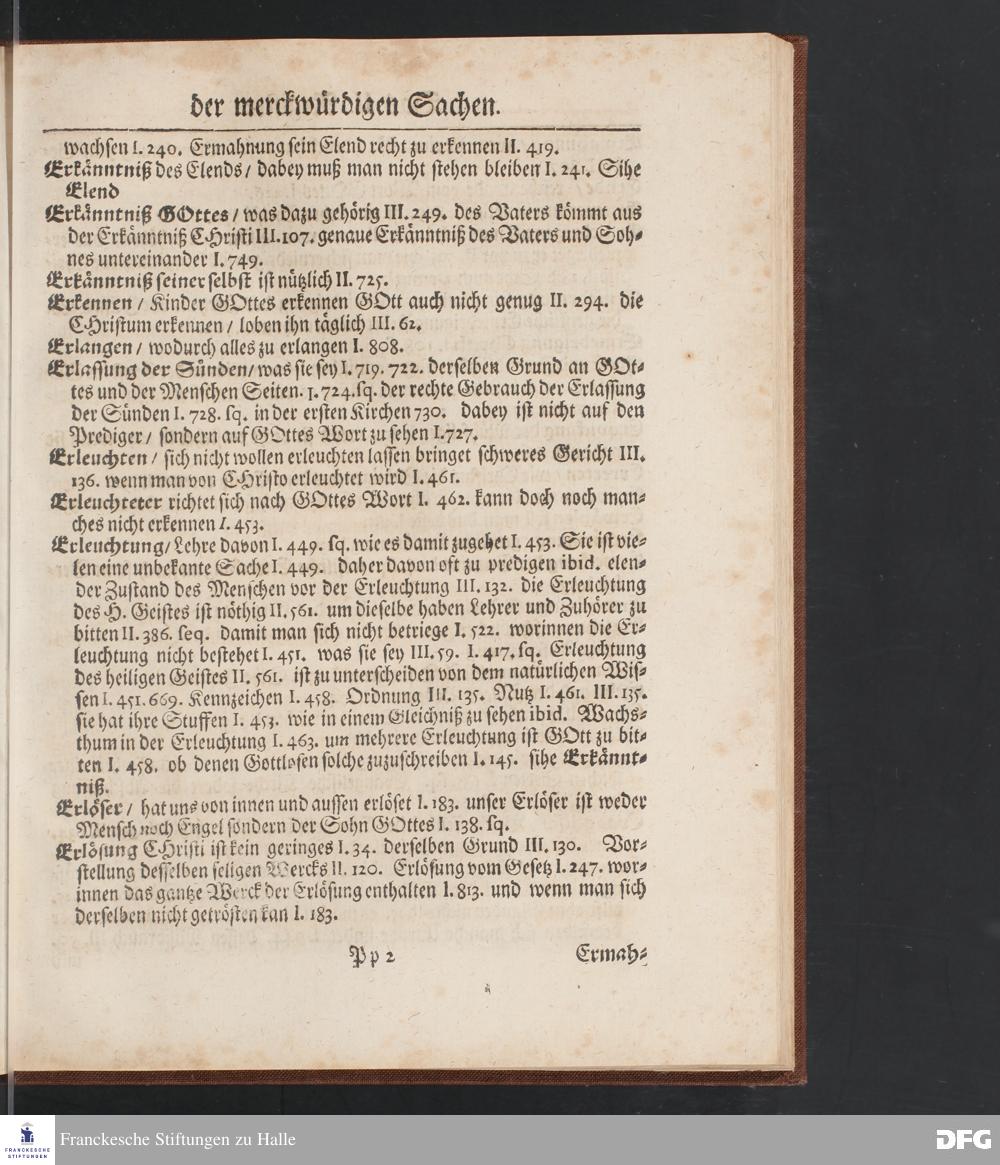 der merckwürdigen Sachen.
wachsen I. 240. Ermahnung sein Elend recht zu erkennen II. 419.
Erkänntniß des Elends / dabey muß man nicht stehen bleiben I. 241. Sihe
Elend
Erkänntniß GOttes / was dazu gehörig III. 249. des Vaters kömmt aus
der Erkänntniß CHristi III. 107. genaue Erkänntniß des Vaters und Soh-
nes untereinander I. 749.
Erkänntniß seiner selbst ist nützlich II. 725.
Erkennen / Kinder GOttes erkennen GOtt auch nicht genug II. 294. die
CHristum erkennen / loben ihn täglich III. 62.
Erlangen / wodurch alles zu erlangen I. 808.
Erlassung der Sünden / was sie sey I. 719. 722. derselben Grund an GOt-
tes und der Menschen Seiten. I. 724. sq. der rechte Gebrauch der Erlassung
der Sünden I. 728. sq. in der ersten Kirchen 730. dabey ist nicht auf den
Prediger / sondern auf GOttes Wort zu sehen I. 727.
Erleuchten / sich nicht wollen erleuchten lassen bringet schweres Gericht III.
136. wenn man von CHristo erleuchtet wird I. 461.
Erleuchteter richtet sich nach GOttes Wort I. 462. kann doch noch man-
ches nicht erkennen I. 453.
Erleuchtung / Lehre davon I. 449. sq. wie es damit zugehet I. 453. Sie ist vie-
len eine unbekante Sache I. 449. daher davon oft zu predigen ibid. elen-
der Zustand des Menschen vor der Erleuchtung III. 132. die Erleuchtung
des H. Geistes ist nöthig II. 561. um dieselbe haben Lehrer und Zuhörer zu
bitten II. 386. seq. damit man sich nicht betriege I. 522. worinnen die Er-
leuchtung nicht bestehet I. 451. was sie sey III. 59. I. 417. sq. Erleuchtung
des heiligen Geistes II. 561. ist zu unterscheiden von dem natürlichen Wis-
sen I. 451. 669. Kennzeichen I. 458. Ordnung III. 135. Nutz I. 461. III. 135.
sie hat ihre Stuffen I. 453. wie in einem Gleichniß zu sehen ibid. Wachs-
thum in der Erleuchtung I. 463. um mehrere Erleuchtung ist GOtt zu bit-
ten I. 458. ob denen Gottlosen solche zuzuschreiben I. 145. sihe Erkännt-
niß.
Erlöser / hat uns von innen und aussen erlöset I. 183. unser Erlöser ist weder
Mensch noch Engel sondern der Sohn GOttes I. 138. sq.
Erlösung CHristi ist kein geringes I. 34. derselben Grund III. 130. Vor-
stellung desselben seligen Wercks II. 120. Erlösung vom Gesetz I. 247. wor-
innen das gantze Werck der Erlösung enthalten I. 813. und wenn man sich
derselben nicht getrösten kan I. 183.
Pp 2 Ermah-
FRANCKESCHE
STIFTUNGEN
Franckesche Stiftungen zu Halle
DFG